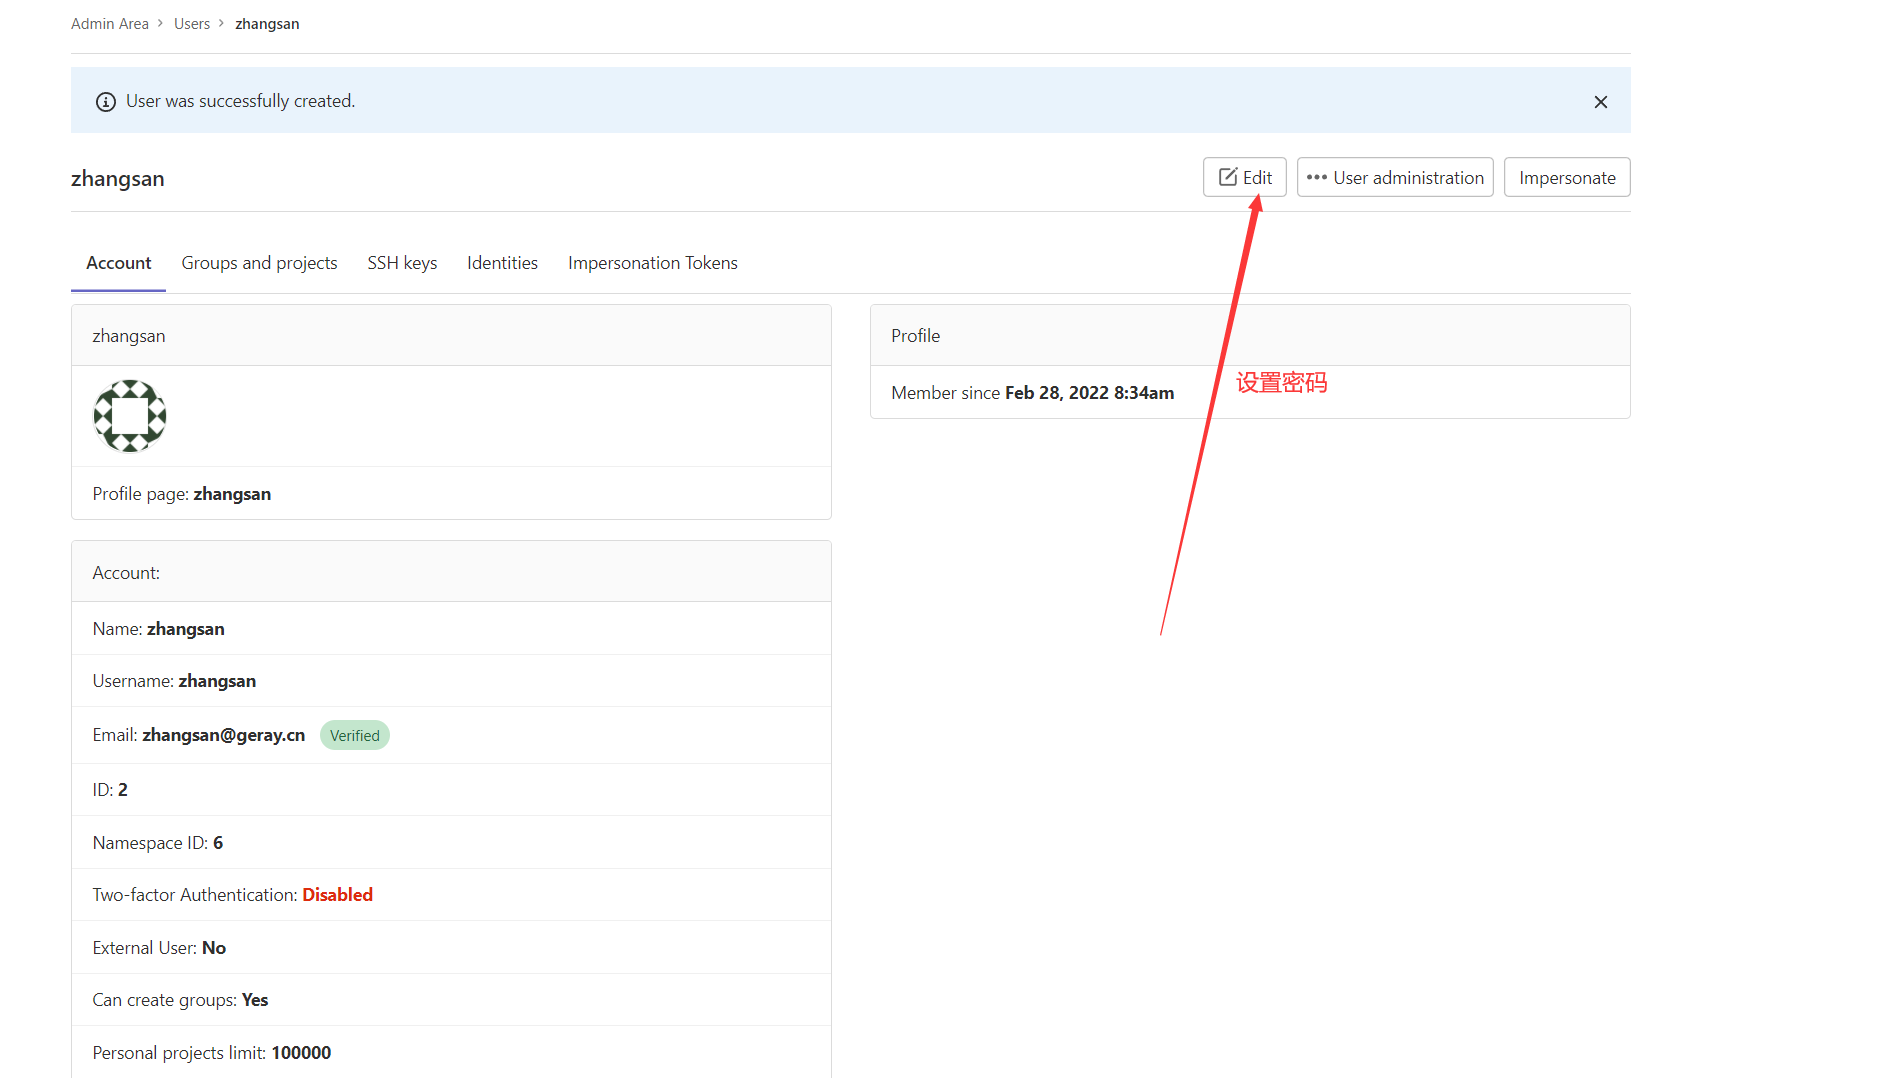 Admin Area > Users > zhangsan
User was successfully created.
zhangsan
Edit
••• User administration
Impersonate
Account
Groups and projects
SSH keys
Identities
Impersonation Tokens
zhangsan
Profile page: zhangsan
Profile
Member since Feb 28, 2022 8:34am
设置密码
Account:
Name: zhangsan
Username: zhangsan
Email: zhangsan@geray.cn Verified
ID: 2
Namespace ID: 6
Two-factor Authentication: Disabled
External User: No
Can create groups: Yes
Personal projects limit: 100000